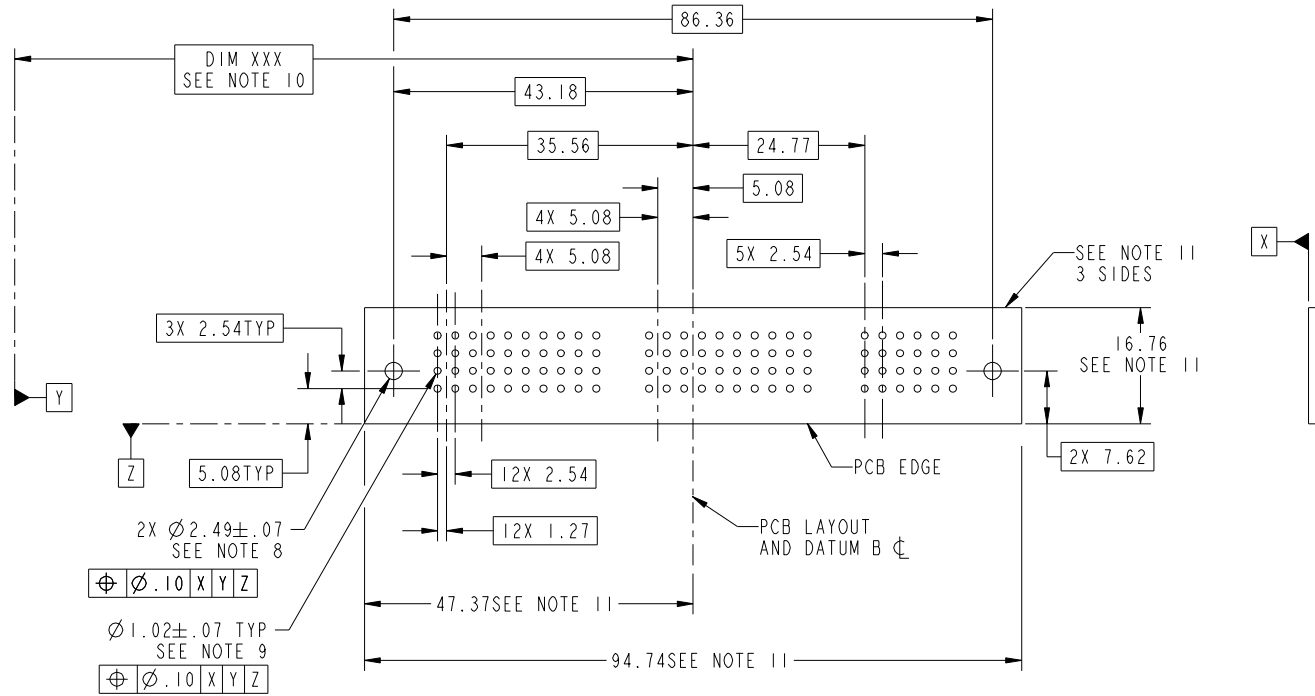 86.36
DIM XXX
SEE NOTE 10
43.18
35.56
24.77
5.08
4X 5.08
4X 5.08
5X 2.54
X
SEE NOTE 11
3 SIDES
3X 2.54TYP
16.76
SEE NOTE 11
Y
Z
5.08TYP
12X 2.54
PCB EDGE
2X 7.62
2X Ø2.49±.07
SEE NOTE 8
12X 1.27
PCB LAYOUT
AND DATUM B ℄
⌖ Ø.10 X Y Z
47.37SEE NOTE 11
Ø1.02±.07 TYP
SEE NOTE 9
94.74SEE NOTE 11
⌖ Ø.10 X Y Z